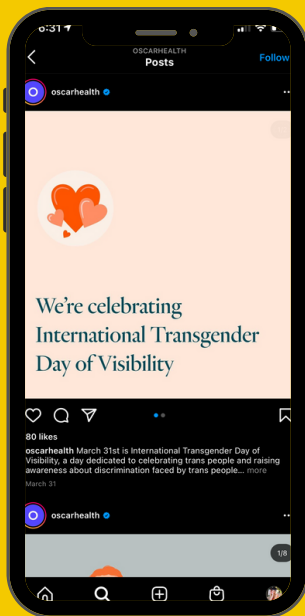 6:31
OSCARHEALTH
Posts
Follow
oscarhealth
We're celebrating
International Transgender
Day of Visibility
80 likes
oscarhealth March 31st is International Transgender Day of
Visibility, a day dedicated to celebrating trans people and raising
awareness about discrimination faced by trans people... more
March 31
oscarhealth
1/8